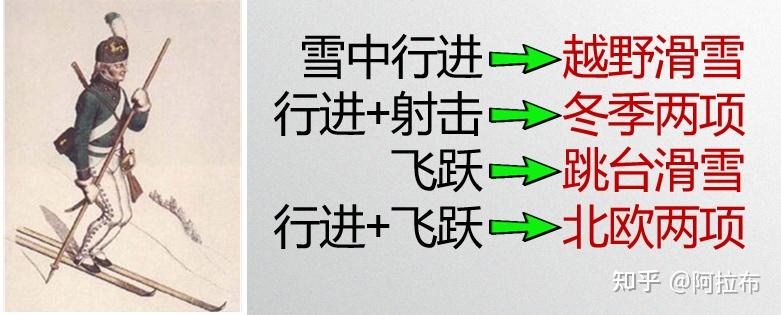 雪中行进 越野滑雪
行进+射击 冬季两项
飞跃 跳台滑雪
行进+飞跃 北欧两项
知乎 @阿拉布